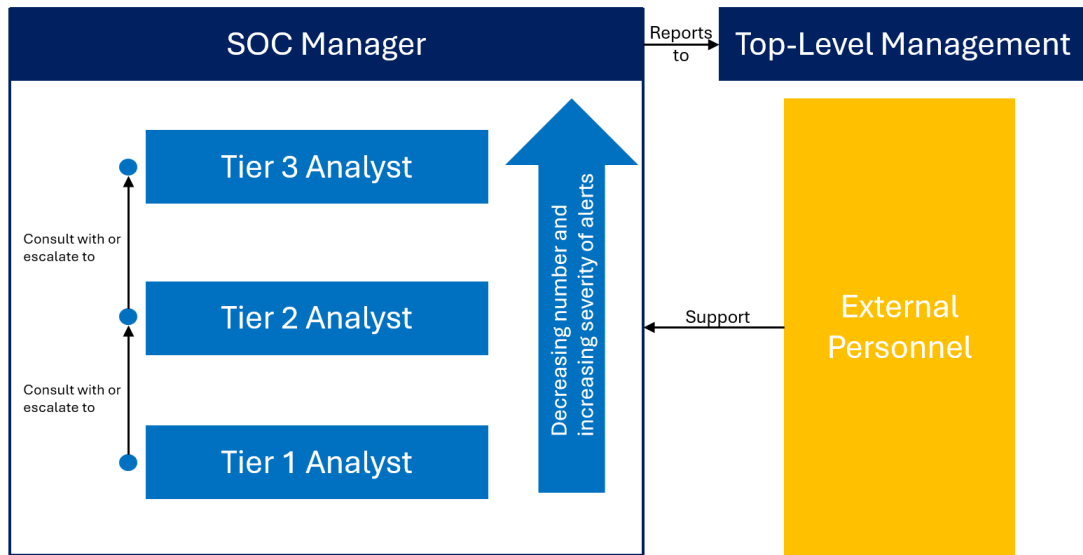 SOC Manager
Reports
to
Top-Level Management
Tier 3 Analyst
Consult with or
escalate to
Tier 2 Analyst
Consult with or
escalate to
Tier 1 Analyst
Decreasing number and
increasing severity of alerts
Support
External
Personnel